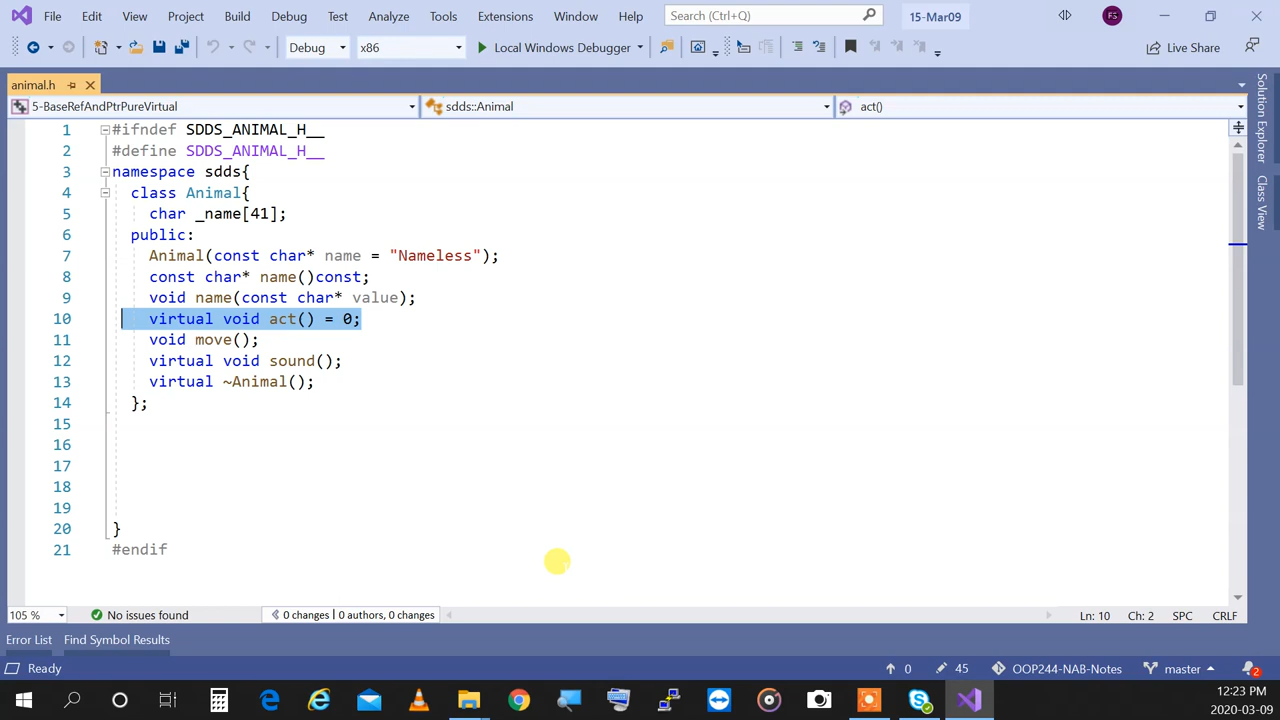 File Edit View Project Build Debug Test Analyze Tools Extensions Window Help Search (Ctrl+Q) 15-Mar09 FS
Debug x86 Local Windows Debugger Live Share
animal.h
5-BaseRefAndPtrPureVirtual sdds::Animal act()
1 #ifndef SDDS_ANIMAL_H__
2 #define SDDS_ANIMAL_H__
3 namespace sdds{
4 class Animal{
5 char _name[41];
6 public:
7 Animal(const char* name = "Nameless");
8 const char* name()const;
9 void name(const char* value);
10 virtual void act() = 0;
11 void move();
12 virtual void sound();
13 virtual ~Animal();
14 };
15
16
17
18
19
20 }
21 #endif
Solution Explorer
Class View
105 % No issues found 0 changes | 0 authors, 0 changes Ln: 10 Ch: 2 SPC CRLF
Error List Find Symbol Results
Ready 0 45 OOP244-NAB-Notes master 2
12:23 PM
2020-03-09